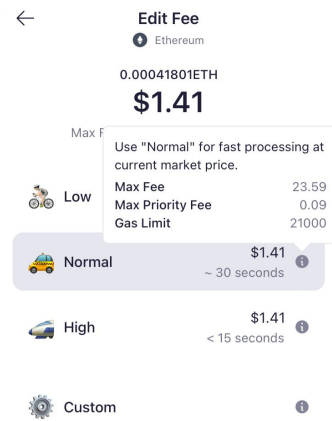 Edit Fee
Ethereum
0.00041801ETH
$1.41
Max F
Use "Normal" for fast processing at
current market price.
Max Fee 23.59
Max Priority Fee 0.09
Gas Limit 21000
Low
Normal $1.41
~ 30 seconds
High $1.41
< 15 seconds
Custom